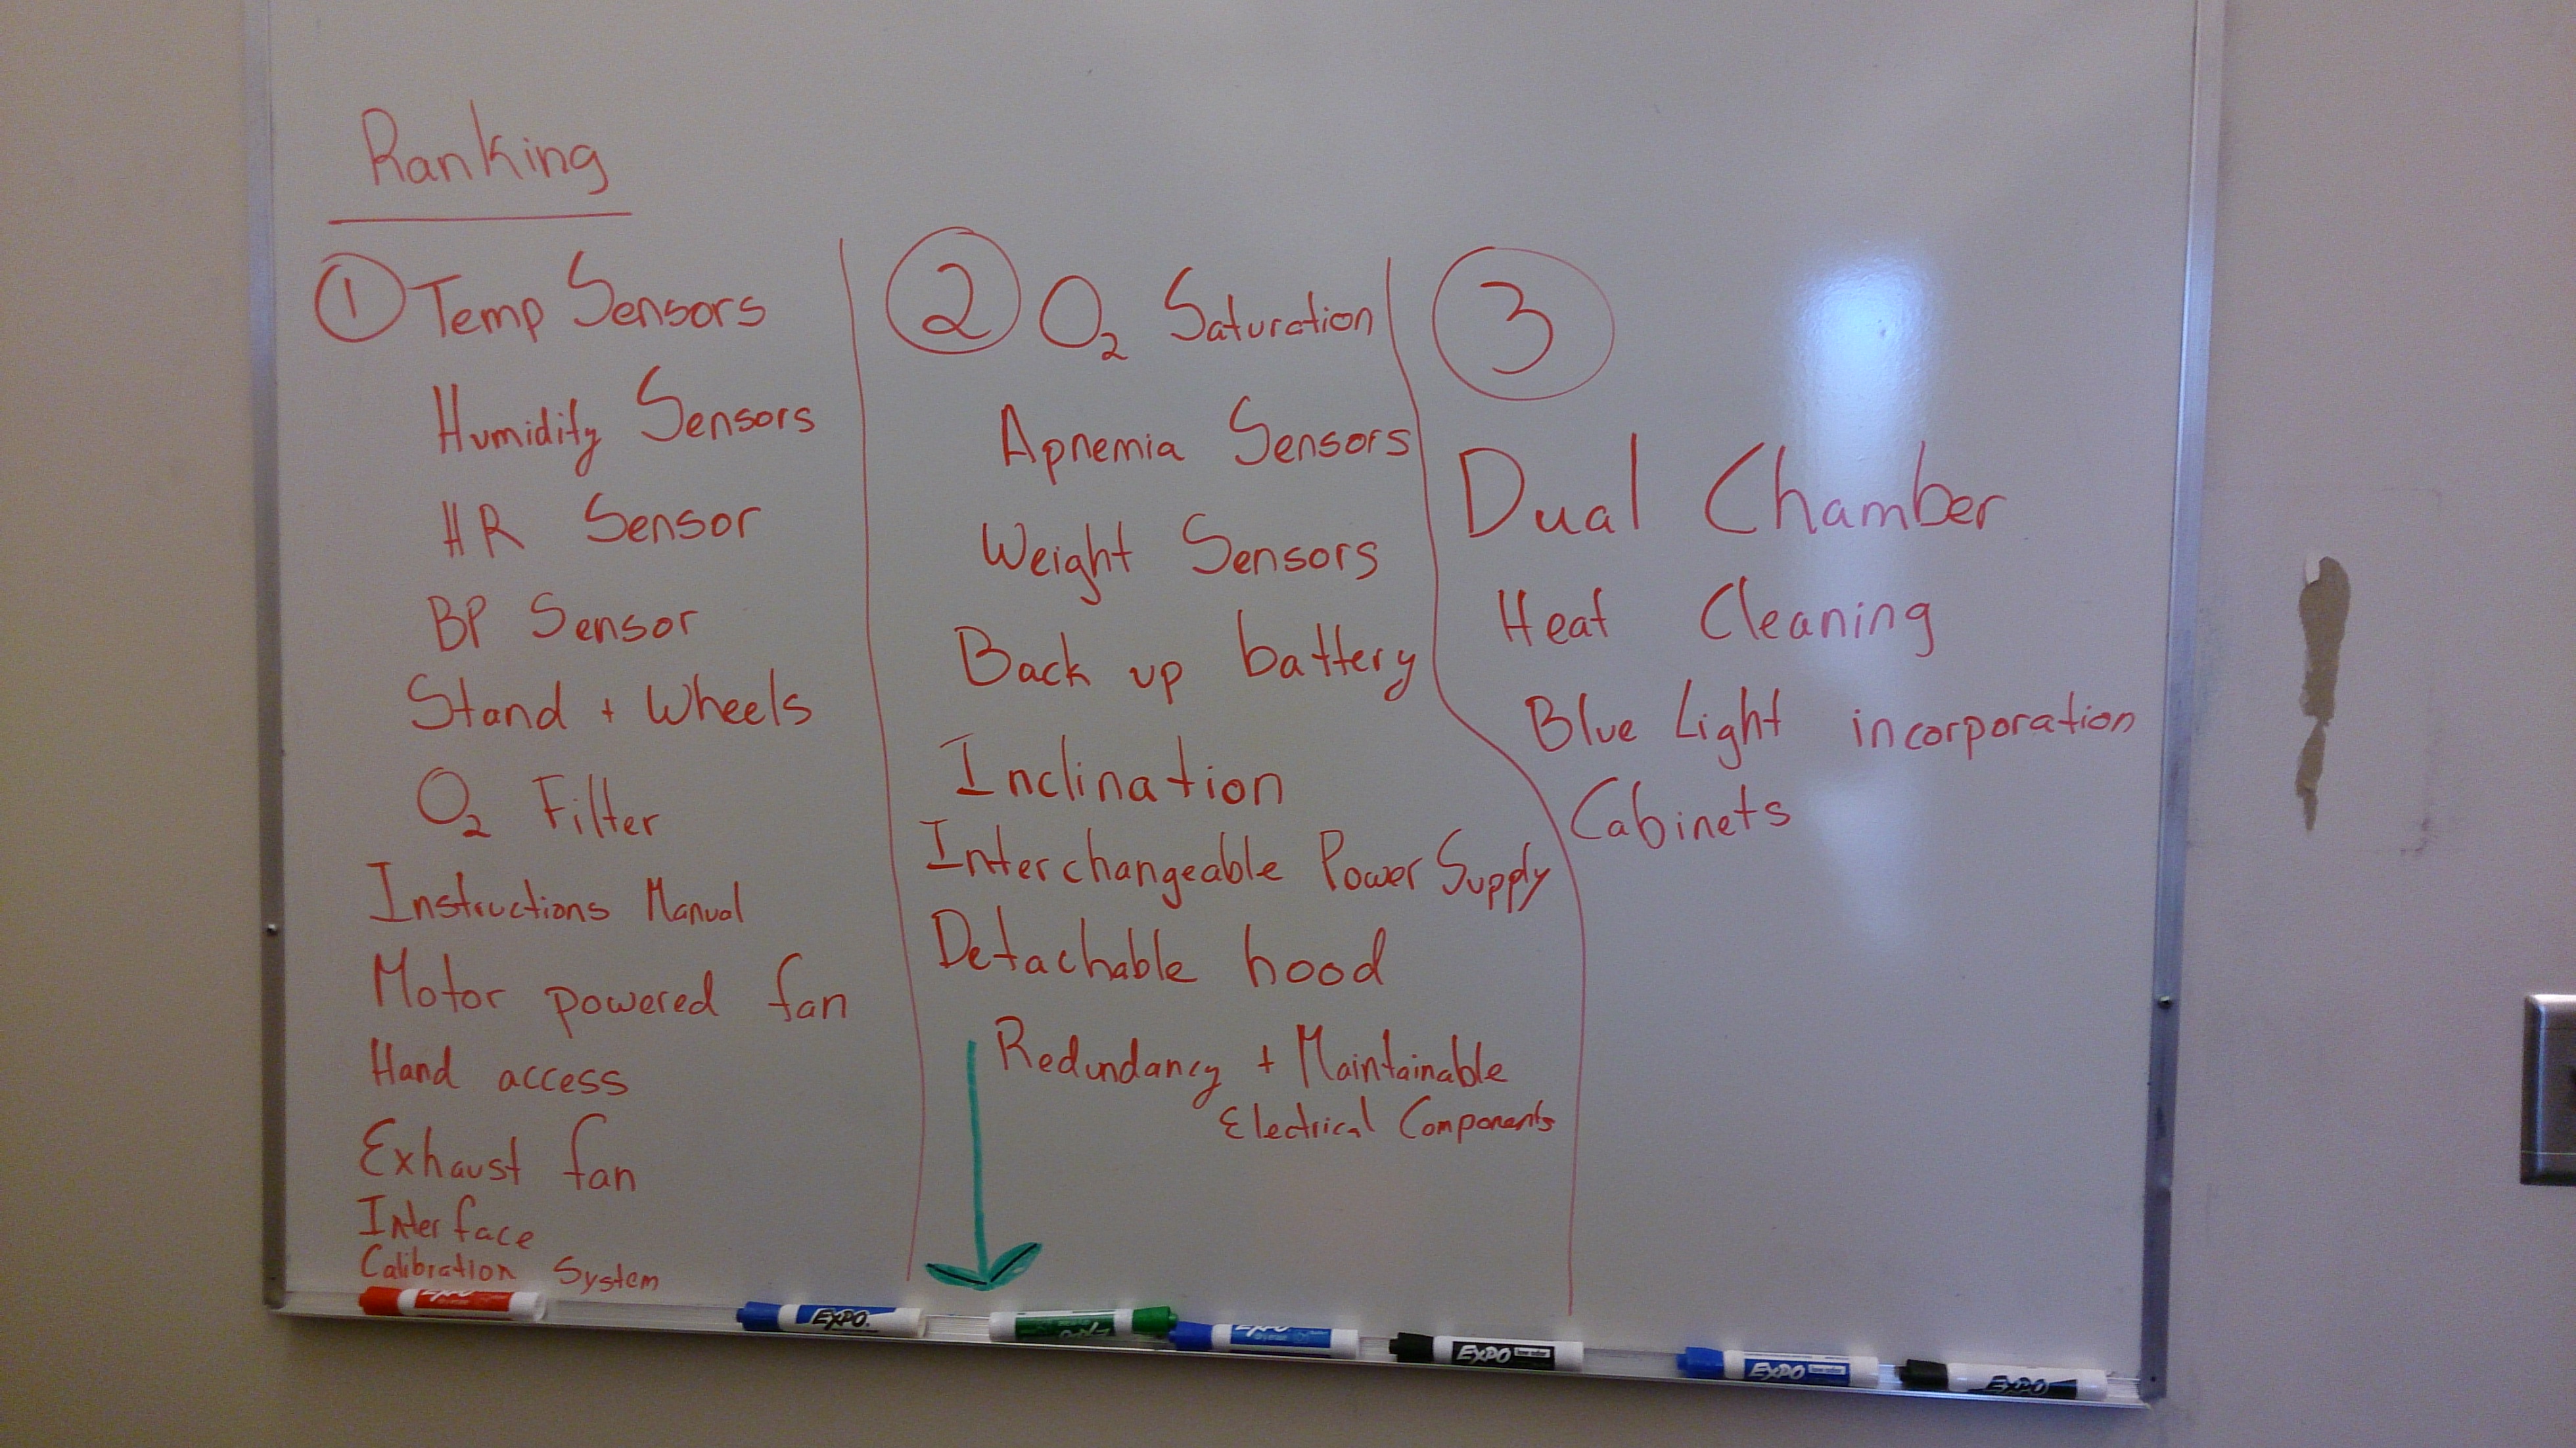 Ranking
1 Temp Sensors
Humidity Sensors
HR Sensor
BP Sensor
Stand + Wheels
O2 Filter
Instructions Manual
Motor powered fan
Hand access
Exhaust fan
Interface
Calibration System
2 O2 Saturation
Apnemia Sensors
Weight Sensors
Back up battery
Inclination
Interchangeable Power Supply
Detachable hood
Redundancy + Maintainable
Electrical Components
3
Dual Chamber
Heat Cleaning
Blue Light incorporation
Cabinets
EXPO
EXPO
EXPO
EXPO
EXPO
EXPO
EXPO